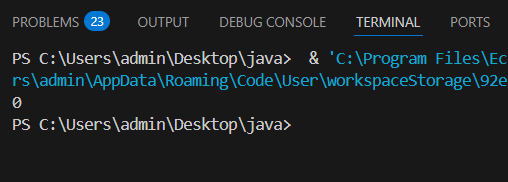 PROBLEMS 23 OUTPUT DEBUG CONSOLE TERMINAL PORTS
PS C:\Users\admin\Desktop\java>  & 'C:\Program Files\Ec
rs\admin\AppData\Roaming\Code\User\workspaceStorage\92e
0
PS C:\Users\admin\Desktop\java>